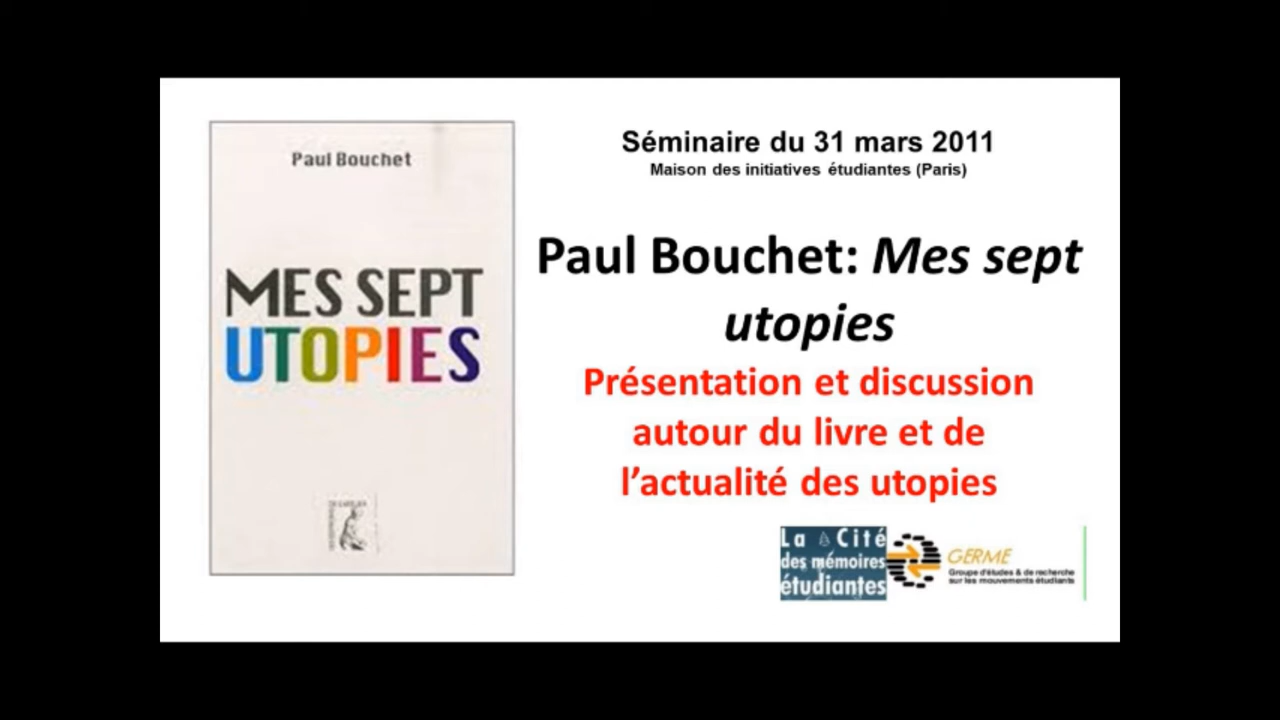 Paul Bouchet
MES SEPT
UTOPIES
Séminaire du 31 mars 2011
Maison des initiatives étudiantes (Paris)
Paul Bouchet: Mes sept
utopies
Présentation et discussion
autour du livre et de
l’actualité des utopies
La Cité
des mémoires
étudiantes
GERME
Groupe d'études & de recherche
sur les mouvements étudiants